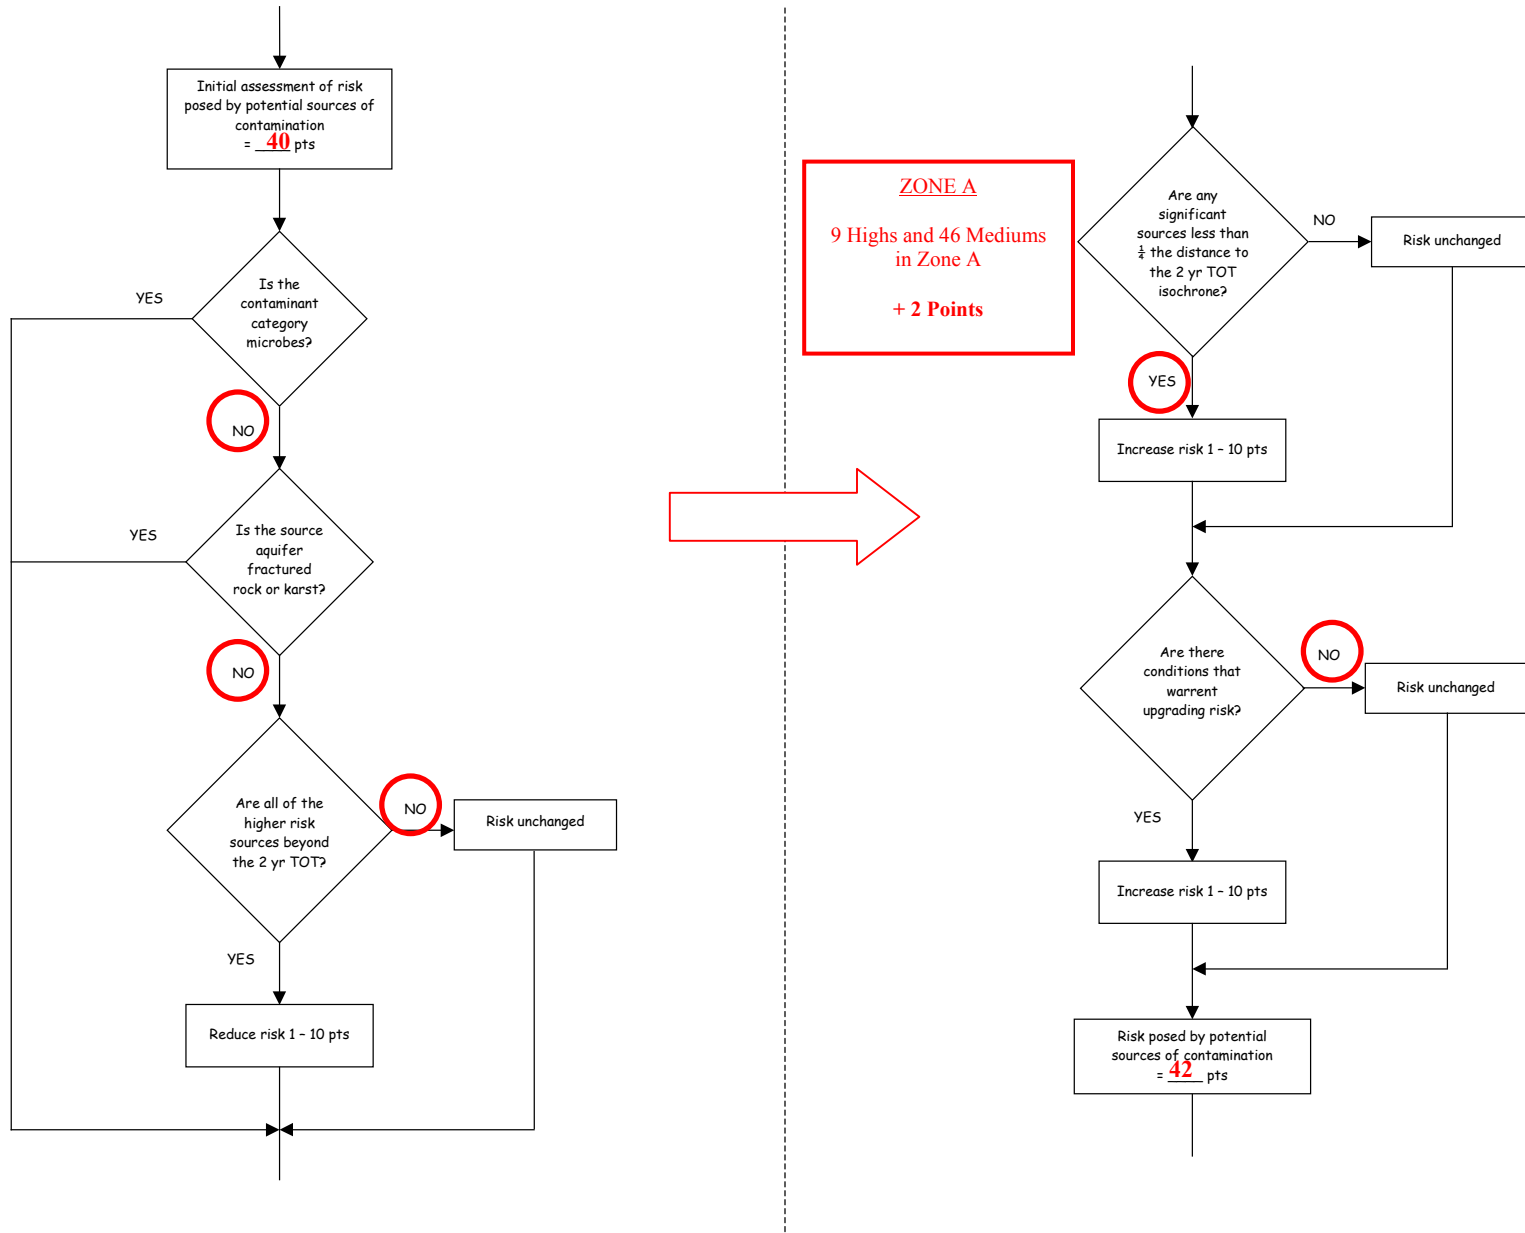 Initial assessment of risk
posed by potential sources of
contamination
= 40 pts
Is the
contaminant
category
microbes?
YES
NO
Is the source
aquifer
fractured
rock or karst?
YES
NO
Are all of the
higher risk
sources beyond
the 2 yr TOT?
NO
Risk unchanged
YES
Reduce risk 1 – 10 pts
ZONE A
9 Highs and 46 Mediums
in Zone A
+ 2 Points
Are any
significant
sources less than
¼ the distance to
the 2 yr TOT
isochrone?
NO
Risk unchanged
YES
Increase risk 1 – 10 pts
Are there
conditions that
warrent
upgrading risk?
NO
Risk unchanged
YES
Increase risk 1 – 10 pts
Risk posed by potential
sources of contamination
= 42 pts